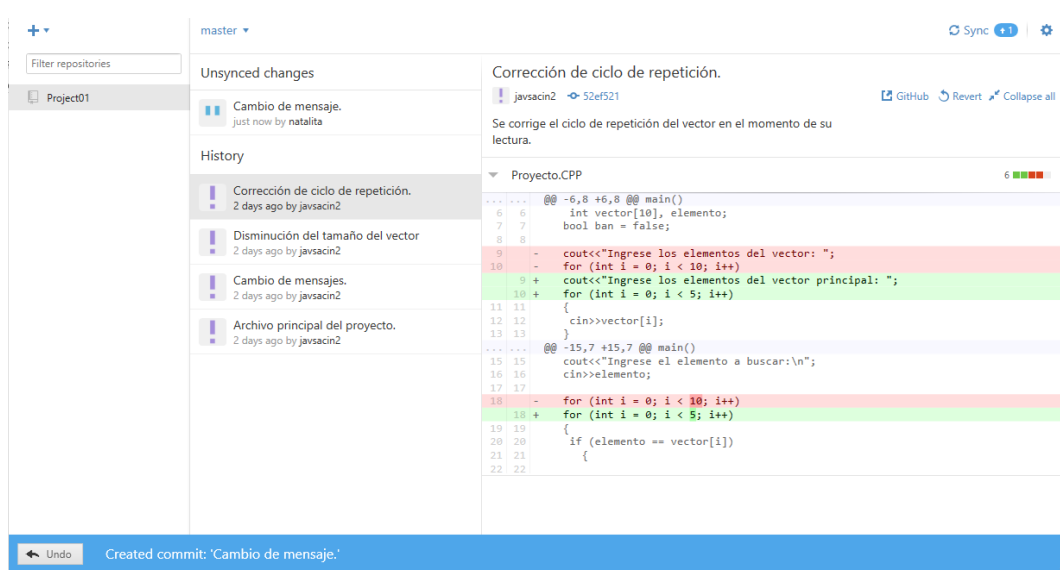 master
Sync +1
Filter repositories
Project01
Unsynced changes
Cambio de mensaje.
just now by natalita
History
Corrección de ciclo de repetición.
2 days ago by javsacin2
Disminución del tamaño del vector
2 days ago by javsacin2
Cambio de mensajes.
2 days ago by javsacin2
Archivo principal del proyecto.
2 days ago by javsacin2
Corrección de ciclo de repetición.
javsacin2 52ef521
GitHub Revert Collapse all
Se corrige el ciclo de repetición del vector en el momento de su
lectura.
Proyecto.CPP 6
... ... @@ -6,8 +6,8 @@ main()
6 6 int vector[10], elemento;
7 7 bool ban = false;
8 8
9 - cout<<"Ingrese los elementos del vector: ";
10 - for (int i = 0; i < 10; i++)
9 + cout<<"Ingrese los elementos del vector principal: ";
10 + for (int i = 0; i < 5; i++)
11 11 {
12 12 cin>>vector[i];
13 13 }
... ... @@ -15,7 +15,7 @@ main()
15 15 cout<<"Ingrese el elemento a buscar:\n";
16 16 cin>>elemento;
17 17
18 - for (int i = 0; i < 10; i++)
18 + for (int i = 0; i < 5; i++)
19 19 {
20 20 if (elemento == vector[i])
21 21 {
22 22
Undo Created commit: 'Cambio de mensaje.'